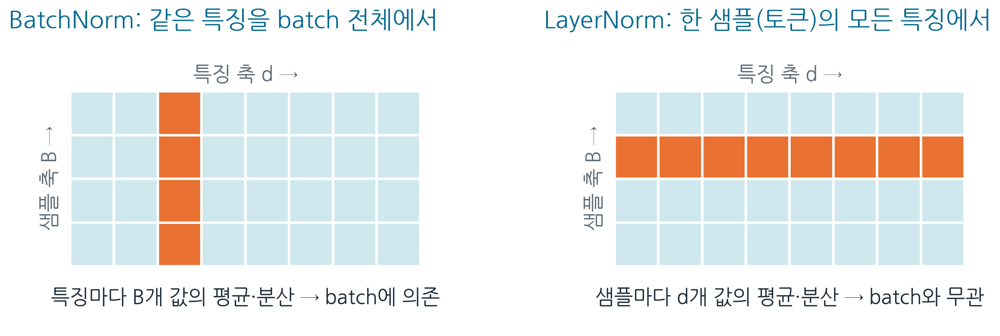 BatchNorm: 같은 특징을 batch 전체에서
특징 축 d →
샘플 축 B →
특징마다 B개 값의 평균·분산 → batch에 의존
LayerNorm: 한 샘플(토큰)의 모든 특징에서
특징 축 d →
샘플 축 B →
샘플마다 d개 값의 평균·분산 → batch와 무관